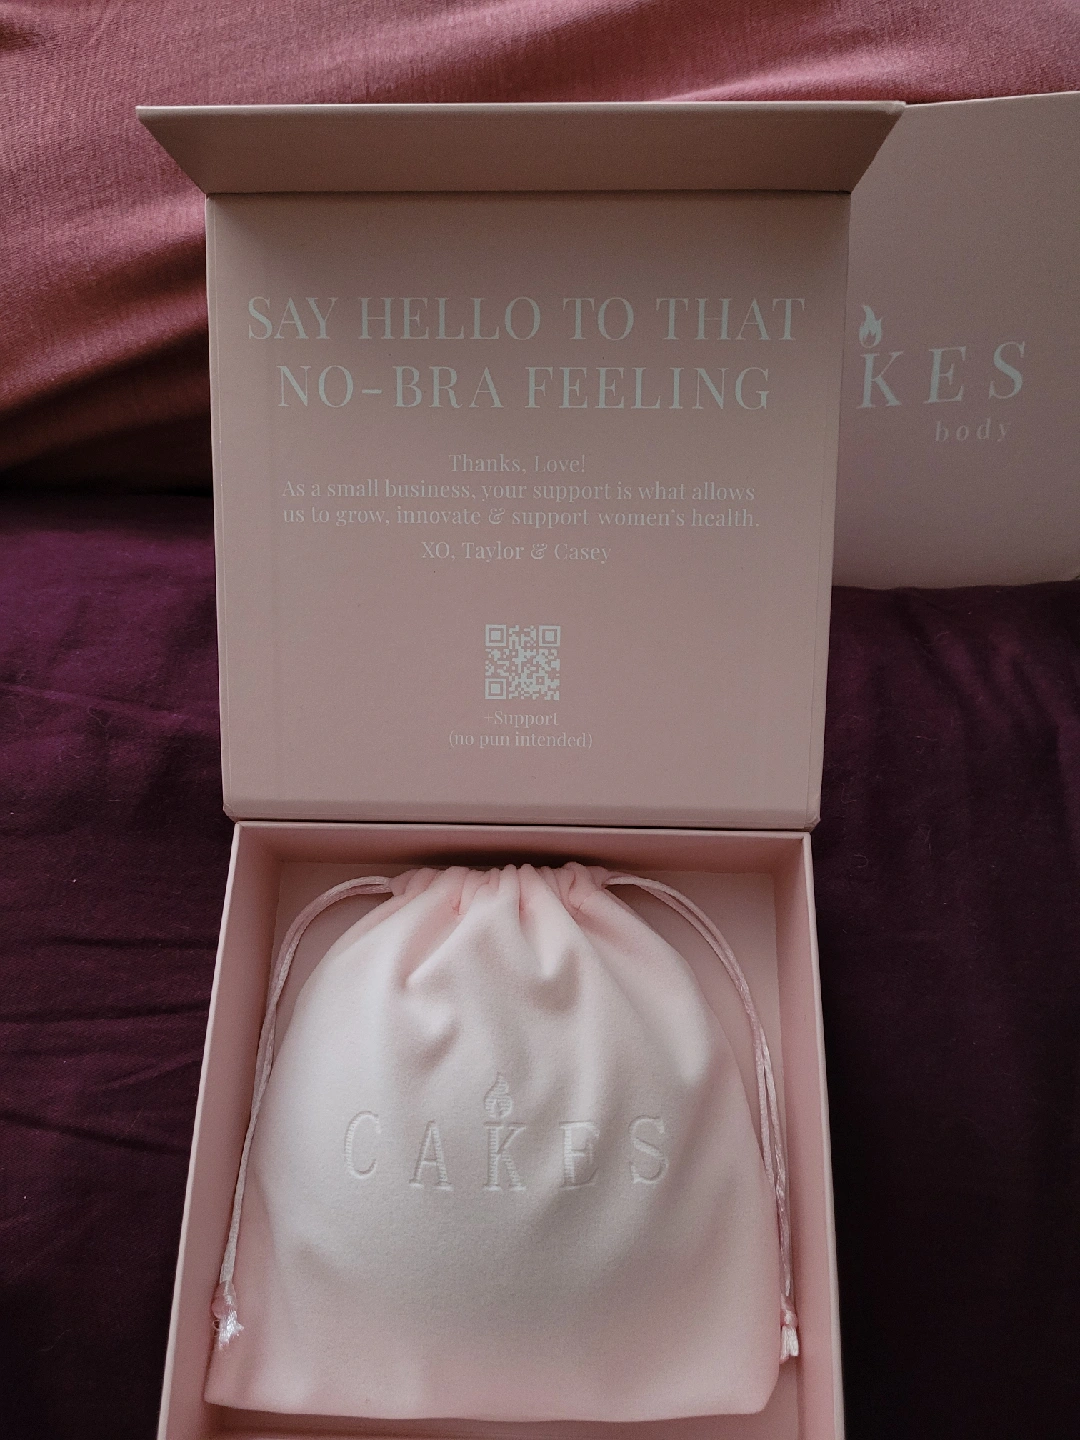 SAY HELLO TO THAT
NO-BRA FEELING
Thanks, Love!
As a small business, your support is what allows
us to grow, innovate & support women's health.
XO, Taylor & Casey
+Support
(no pun intended)
KES
body
CAKES